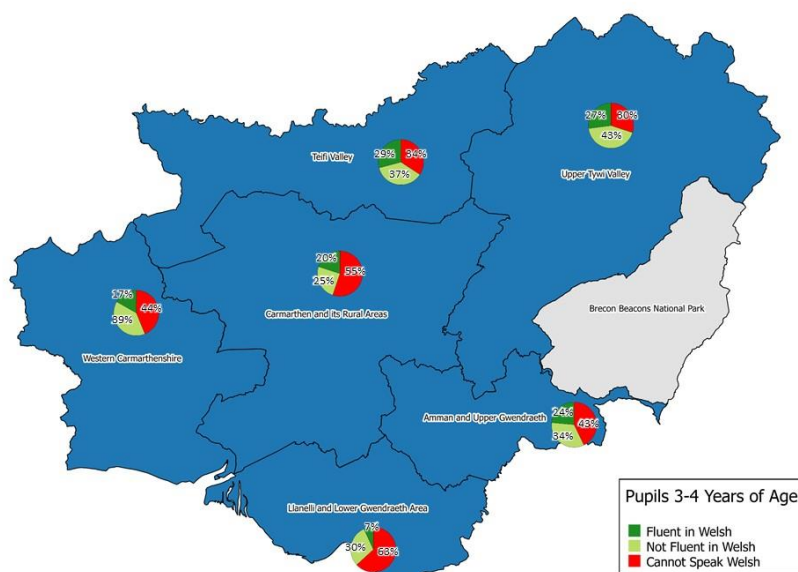 27%
30%
43%
Upper Tywi Valley
29%
34%
37%
Teifi Valley
Brecon Beacons National Park
20%
55%
25%
Carmarthen and its Rural Areas
17%
44%
39%
Western Carmarthenshire
Amman and Upper Gwendraeth
24%
43%
34%
Llanelli and Lower Gwendraeth Area
7%
30%
63%
Pupils 3-4 Years of Age
Fluent in Welsh
Not Fluent in Welsh
Cannot Speak Welsh